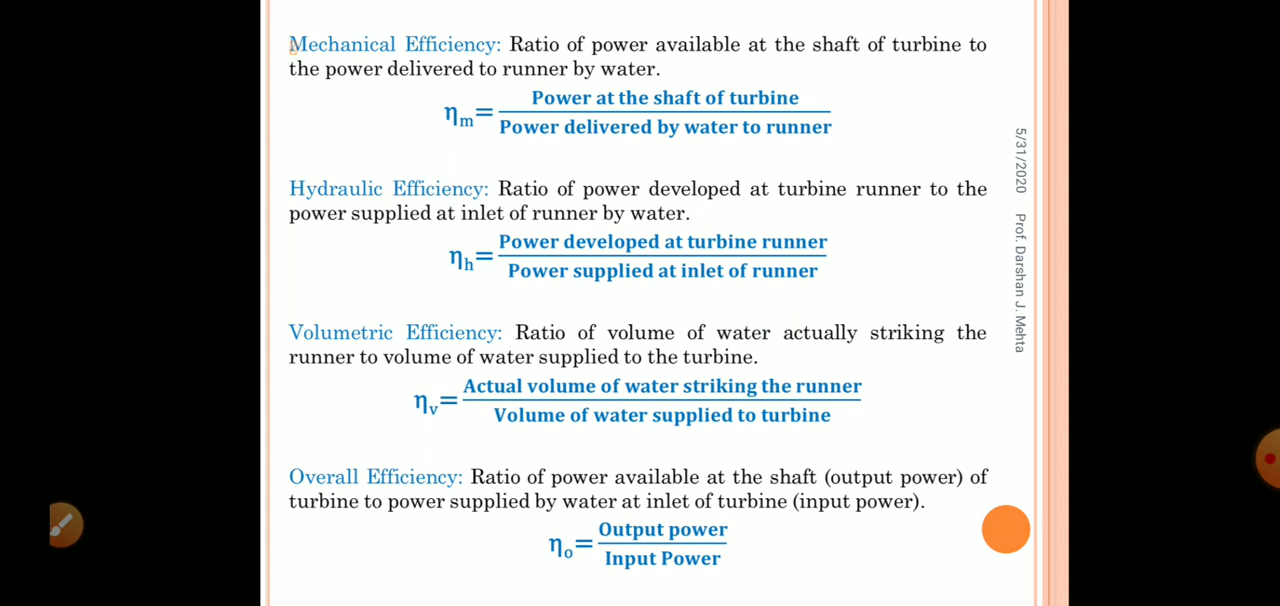 Mechanical Efficiency: Ratio of power available at the shaft of turbine to
the power delivered to runner by water.
ηm= Power at the shaft of turbine
Power delivered by water to runner
Hydraulic Efficiency: Ratio of power developed at turbine runner to the
power supplied at inlet of runner by water.
ηh= Power developed at turbine runner
Power supplied at inlet of runner
Volumetric Efficiency: Ratio of volume of water actually striking the
runner to volume of water supplied to the turbine.
ηv= Actual volume of water striking the runner
Volume of water supplied to turbine
Overall Efficiency: Ratio of power available at the shaft (output power) of
turbine to power supplied by water at inlet of turbine (input power).
ηo= Output power
Input Power
5/31/2020 Prof. Darshan J. Mehta